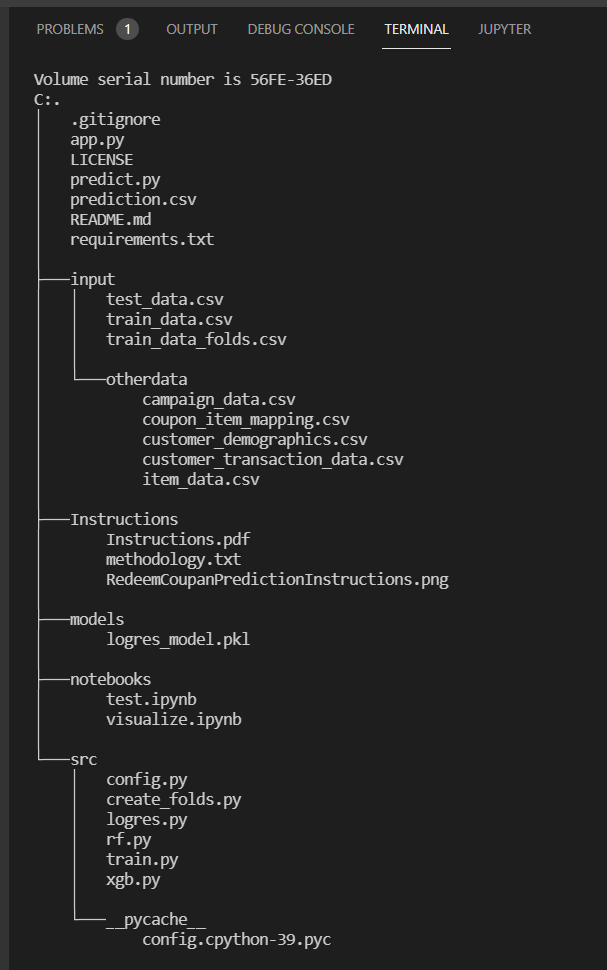 PROBLEMS 1 OUTPUT DEBUG CONSOLE TERMINAL JUPYTER
Volume serial number is 56FE-36ED
C:.
.gitignore
app.py
LICENSE
predict.py
prediction.csv
README.md
requirements.txt
input
test_data.csv
train_data.csv
train_data_folds.csv
otherdata
campaign_data.csv
coupon_item_mapping.csv
customer_demographics.csv
customer_transaction_data.csv
item_data.csv
Instructions
Instructions.pdf
methodology.txt
RedeemCoupanPredictionInstructions.png
models
logres_model.pkl
notebooks
test.ipynb
visualize.ipynb
src
config.py
create_folds.py
logres.py
rf.py
train.py
xgb.py
__pycache__
config.cpython-39.pyc